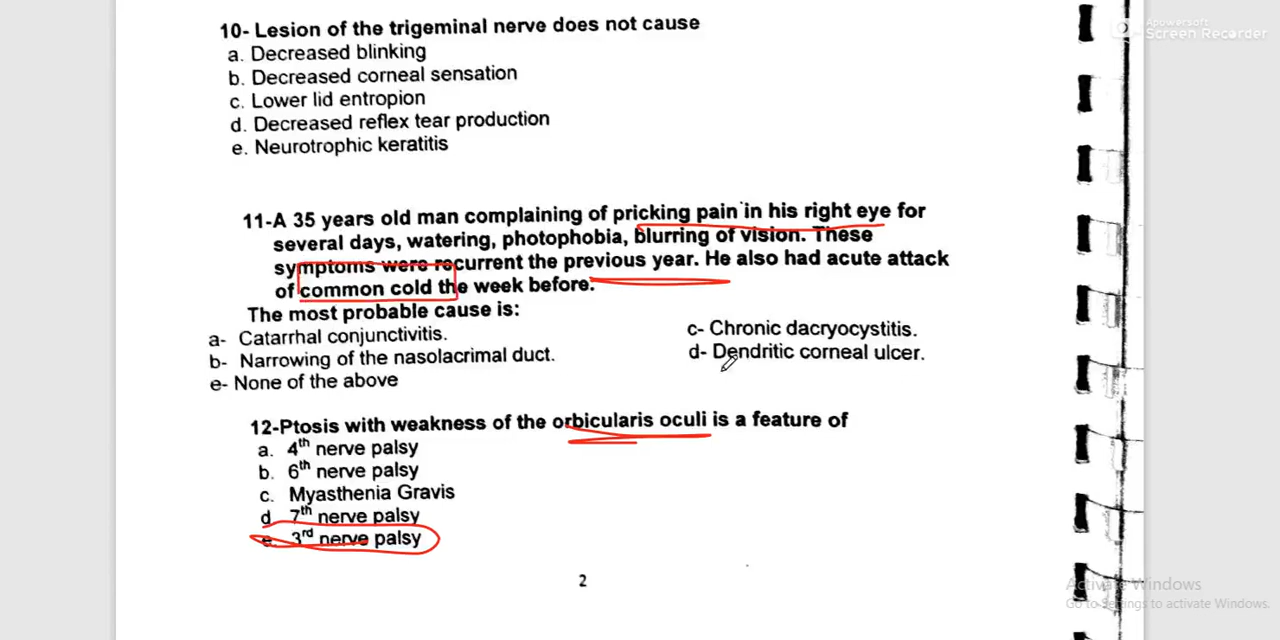 Apowersoft
Screen Recorder
10- Lesion of the trigeminal nerve does not cause
a. Decreased blinking
b. Decreased corneal sensation
c. Lower lid entropion
d. Decreased reflex tear production
e. Neurotrophic keratitis
11-A 35 years old man complaining of pricking pain in his right eye for
several days, watering, photophobia, blurring of vision. These
symptoms were recurrent the previous year. He also had acute attack
of common cold the week before.
The most probable cause is:
a- Catarrhal conjunctivitis.
c- Chronic dacryocystitis.
b- Narrowing of the nasolacrimal duct.
d- Dendritic corneal ulcer.
e- None of the above
12-Ptosis with weakness of the orbicularis oculi is a feature of
a. 4th nerve palsy
b. 6th nerve palsy
c. Myasthenia Gravis
d 7th nerve palsy
e. 3rd nerve palsy
2
Activate Windows
Go to Settings to activate Windows.